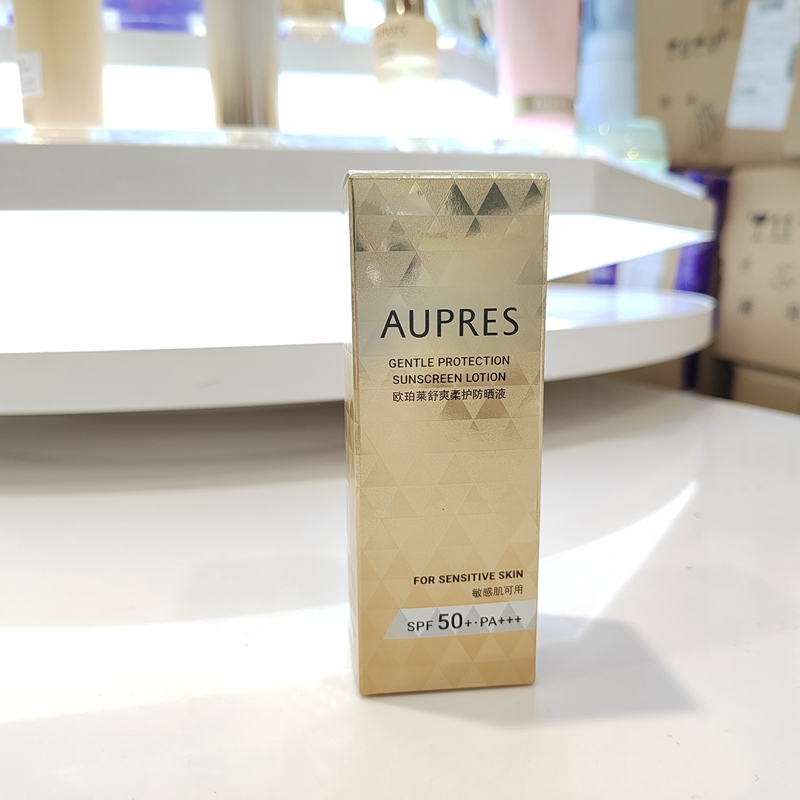 AUPRES
GENTLE PROTECTION
SUNSCREEN LOTION
欧珀莱舒爽柔护防晒液
FOR SENSITIVE SKIN
敏感肌可用
SPF 50+·PA+++